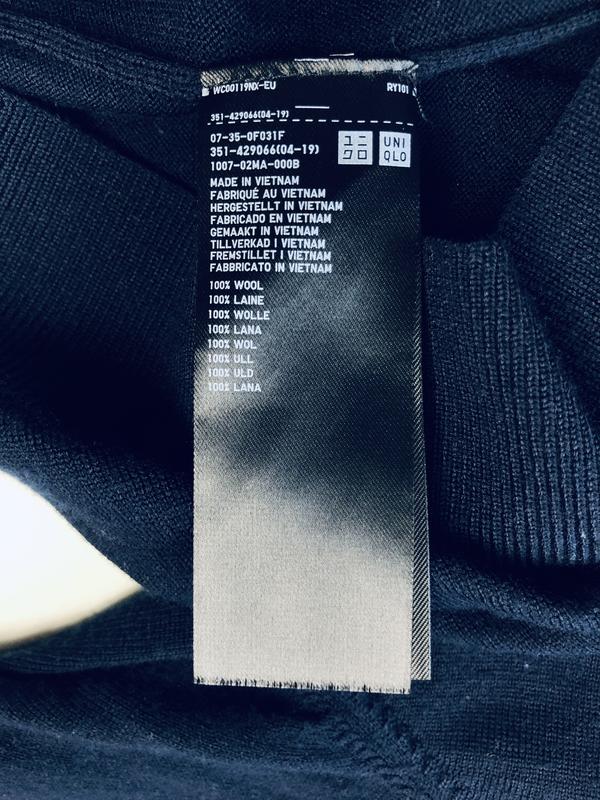 WC00119NX-EU RY101
351-429066(04-19)
07-35-0F031F
351-429066(04-19)
1007-02MA-000B
ユニ
クロ
UNI
QLO
MADE IN VIETNAM
FABRIQUÉ AU VIETNAM
HERGESTELLT IN VIETNAM
FABRICADO EN VIETNAM
GEMAAKT IN VIETNAM
TILLVERKAD I VIETNAM
FREMSTILLET I VIETNAM
FABBRICATO IN VIETNAM
100% WOOL
100% LAINE
100% WOLLE
100% LANA
100% WOL
100% ULL
100% ULD
100% LANA